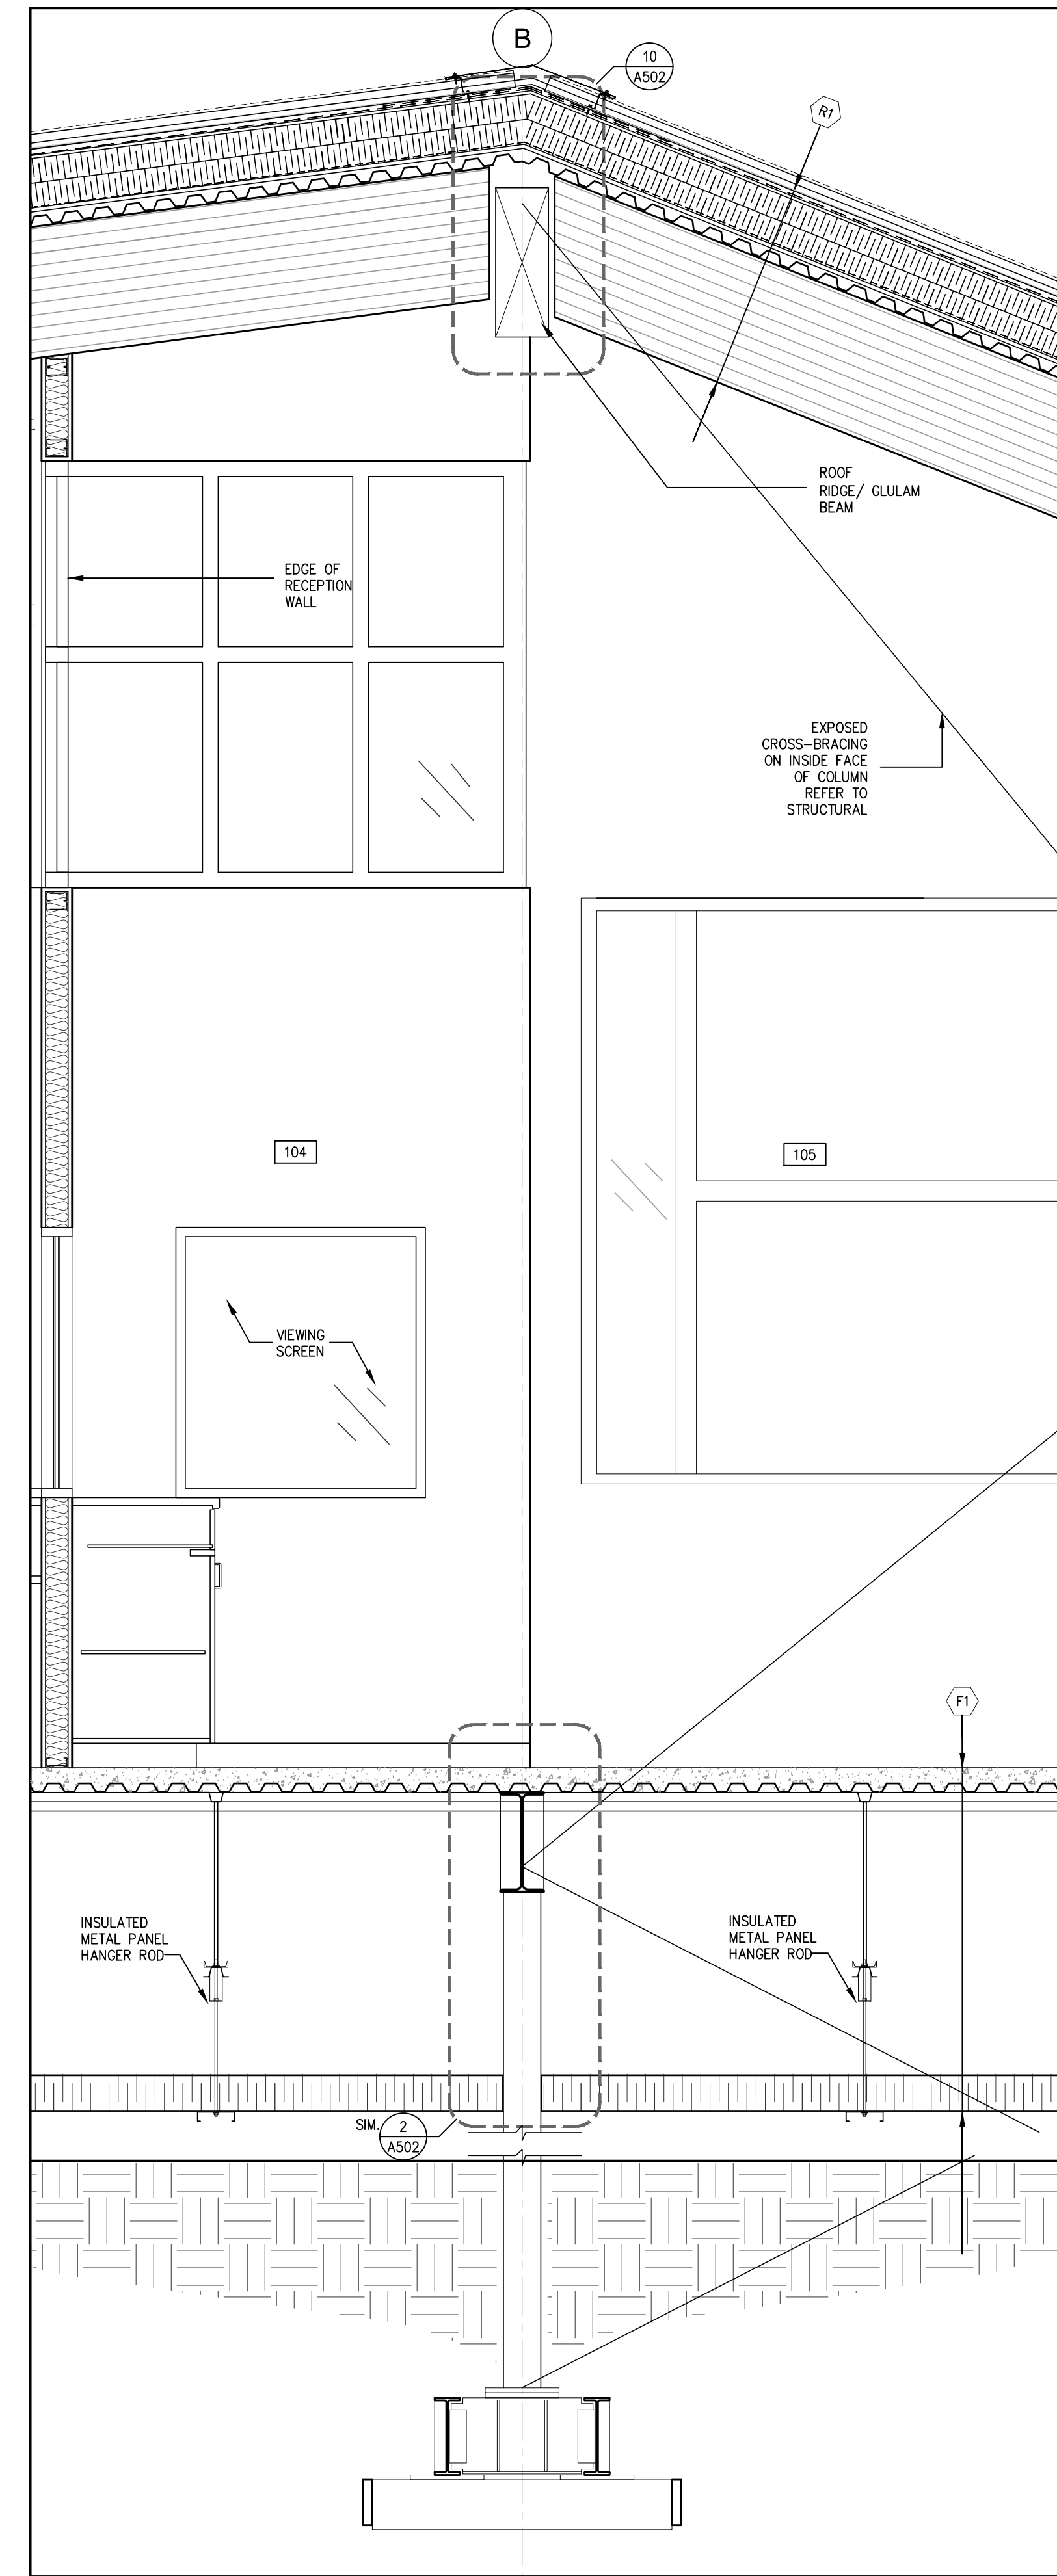 B
10
A502
R1
ROOF
RIDGE/ GLULAM
BEAM
EDGE OF
RECEPTION
WALL
EXPOSED
CROSS-BRACING
ON INSIDE FACE
OF COLUMN
REFER TO
STRUCTURAL
104
105
VIEWING
SCREEN
F1
INSULATED
METAL PANEL
HANGER ROD
INSULATED
METAL PANEL
HANGER ROD
SIM.
2
A502